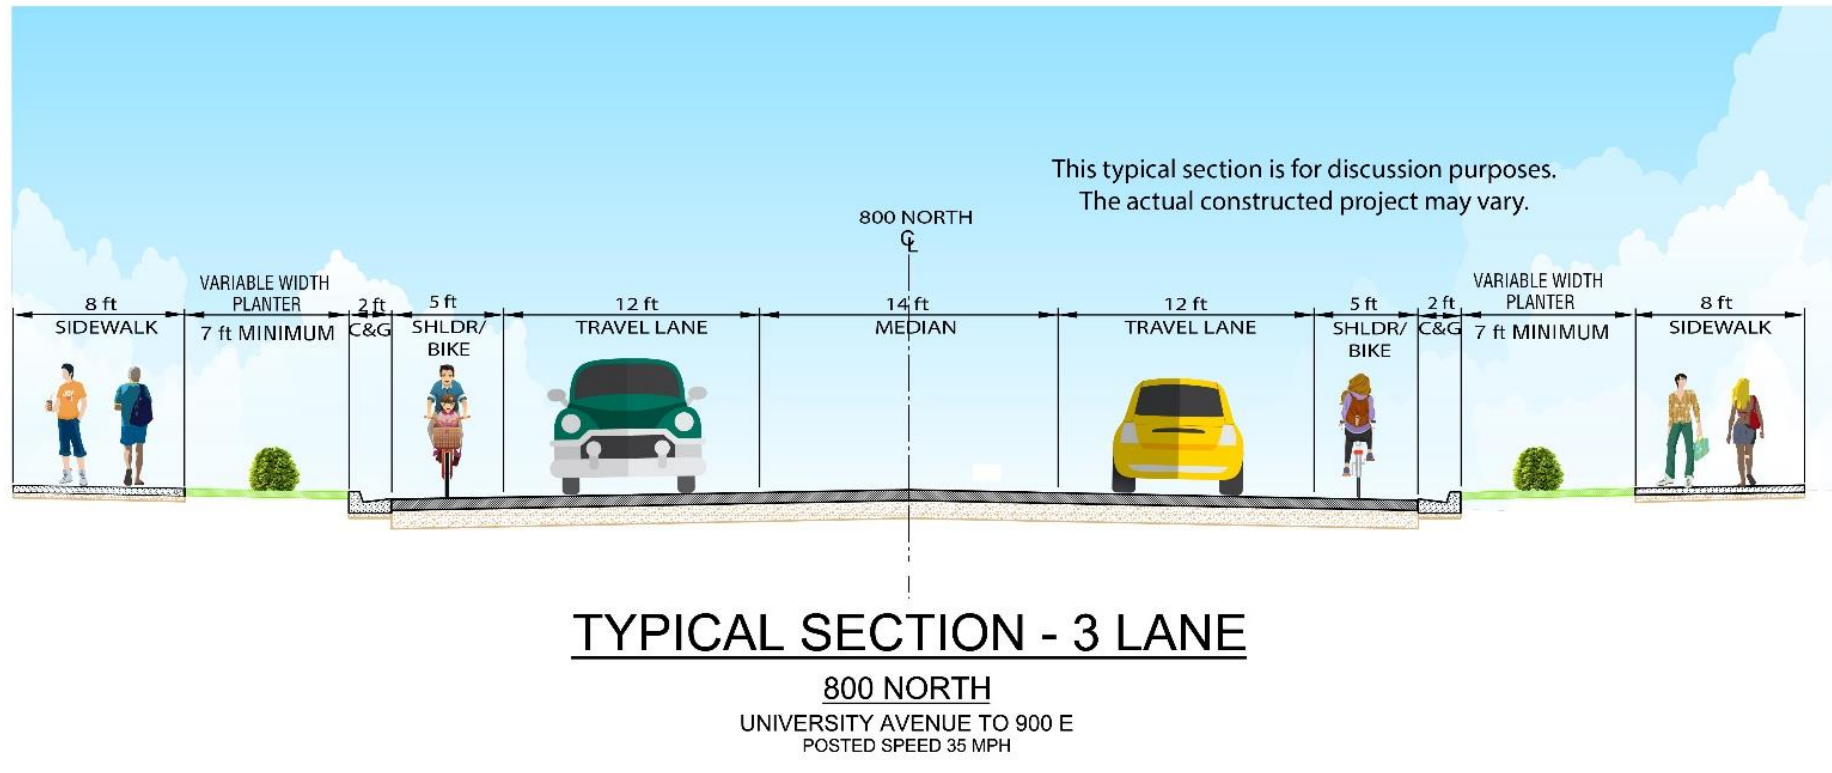 This typical section is for discussion purposes.
The actual constructed project may vary.
800 NORTH
CL
8 ft
SIDEWALK
VARIABLE WIDTH
PLANTER
7 ft MINIMUM
2 ft
C&G
5 ft
SHLDR/
BIKE
12 ft
TRAVEL LANE
14 ft
MEDIAN
12 ft
TRAVEL LANE
5 ft
SHLDR/
BIKE
2 ft
C&G
VARIABLE WIDTH
PLANTER
7 ft MINIMUM
8 ft
SIDEWALK
TYPICAL SECTION - 3 LANE
800 NORTH
UNIVERSITY AVENUE TO 900 E
POSTED SPEED 35 MPH